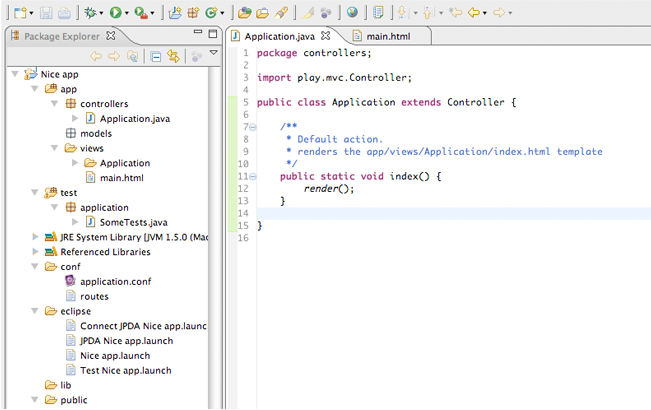 Package Explorer
Nice app
app
controllers
Application.java
models
views
Application
main.html
test
application
SomeTests.java
JRE System Library [JVM 1.5.0 (Mac
Referenced Libraries
conf
application.conf
routes
eclipse
Connect JPDA Nice app.launc
JPDA Nice app.launch
Nice app.launch
Test Nice app.launch
lib
public
Application.java
main.html
1 package controllers;
2
3 import play.mvc.Controller;
4
5 public class Application extends Controller {
6
7 /**
8 * Default action.
9 * renders the app/views/Application/index.html template
10 */
11 public static void index() {
12 render();
13 }
14
15 }
16